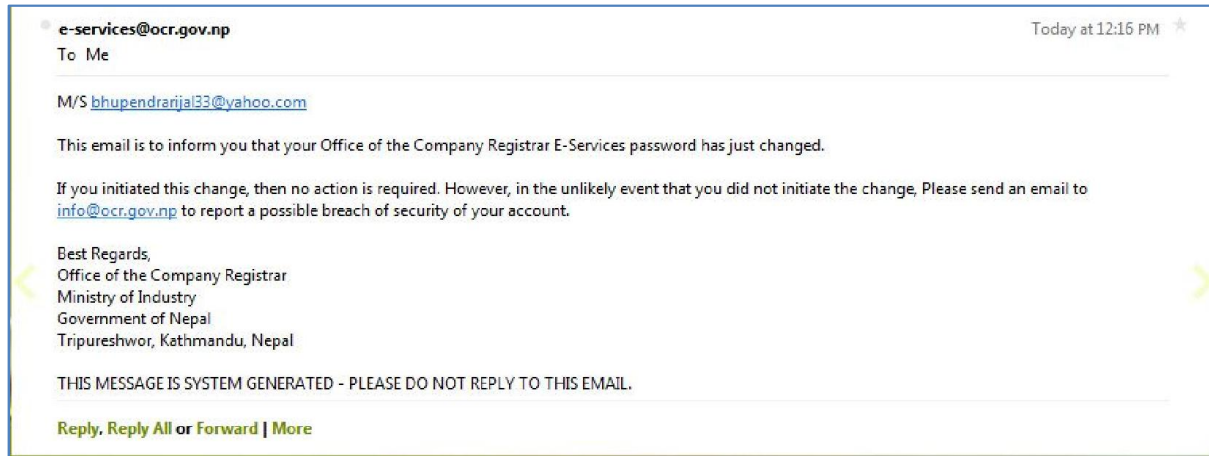 e-services@ocr.gov.np
Today at 12:16 PM
To Me
M/S bhupendrarijal33@yahoo.com
This email is to inform you that your Office of the Company Registrar E-Services password has just changed.
If you initiated this change, then no action is required. However, in the unlikely event that you did not initiate the change, Please send an email to
info@ocr.gov.np to report a possible breach of security of your account.
Best Regards,
Office of the Company Registrar
Ministry of Industry
Government of Nepal
Tripureshwor, Kathmandu, Nepal
THIS MESSAGE IS SYSTEM GENERATED - PLEASE DO NOT REPLY TO THIS EMAIL.
Reply, Reply All or Forward | More